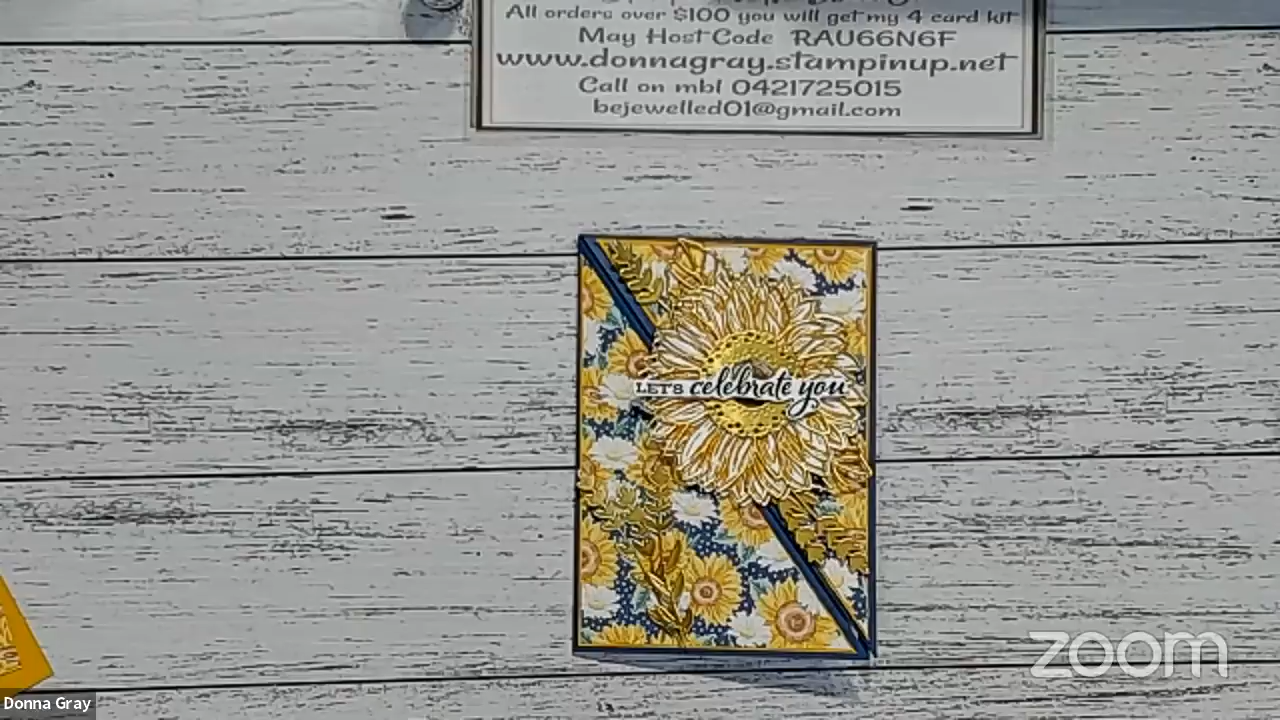 All orders over $100 you will get my 4 card kit
May Host Code RAU66N6F
www.donnagray.stampinup.net
Call on mbl 0421725015
bejewelled01@gmail.com
LET'S celebrate you
zoom
Donna Gray